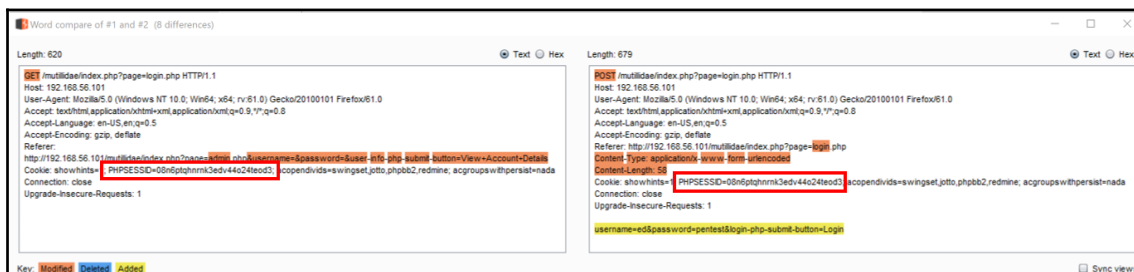 Word compare of #1 and #2 (8 differences)
Length: 620
Text Hex
GET /mutillidae/index.php?page=login.php HTTP/1.1
Host: 192.168.56.101
User-Agent: Mozilla/5.0 (Windows NT 10.0; Win64; x64; rv:61.0) Gecko/20100101 Firefox/61.0
Accept: text/html,application/xhtml+xml,application/xml;q=0.9,*/*;q=0.8
Accept-Language: en-US,en;q=0.5
Accept-Encoding: gzip, deflate
Referer:
http://192.168.56.101/mutillidae/index.php?page=admin.php&username=&password=&user-info-php-submit-button=View+Account+Details
Cookie: showhints= ; PHPSESSID=08n6ptqhnrnk3edv44o24teod3; acopendivids=swingset,jotto,phpbb2,redmine; acgroupswithpersist=nada
Connection: close
Upgrade-Insecure-Requests: 1
Length: 679
Text Hex
POST /mutillidae/index.php?page=login.php HTTP/1.1
Host: 192.168.56.101
User-Agent: Mozilla/5.0 (Windows NT 10.0; Win64; x64; rv:61.0) Gecko/20100101 Firefox/61.0
Accept: text/html,application/xhtml+xml,application/xml;q=0.9,*/*;q=0.8
Accept-Language: en-US,en;q=0.5
Accept-Encoding: gzip, deflate
Referer: http://192.168.56.101/mutillidae/index.php?page=login.php
Content-Type: application/x-www-form-urlencoded
Content-Length: 58
Cookie: showhints=1; PHPSESSID=08n6ptqhnrnk3edv44o24teod3; acopendivids=swingset,jotto,phpbb2,redmine; acgroupswithpersist=nada
Connection: close
Upgrade-Insecure-Requests: 1
username=ed&password=pentest&login-php-submit-button=Login
Key: Modified Deleted Added
Sync view